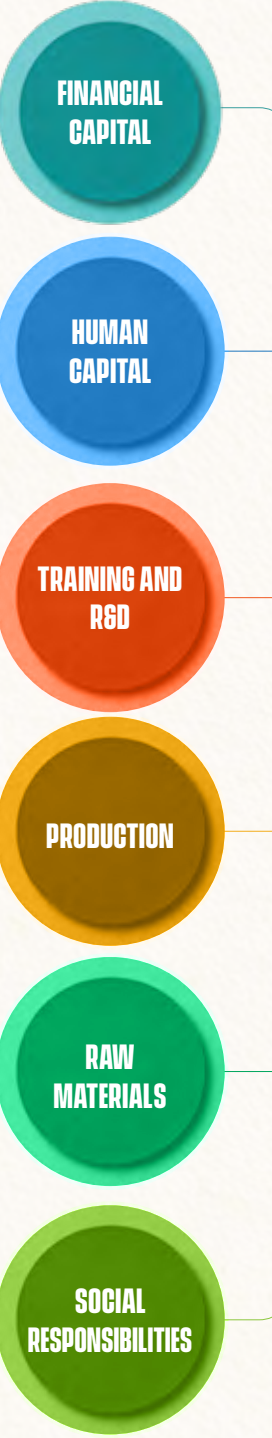 FINANCIAL
CAPITAL
HUMAN
CAPITAL
TRAINING AND
R&D
PRODUCTION
RAW
MATERIALS
SOCIAL
RESPONSIBILITIES